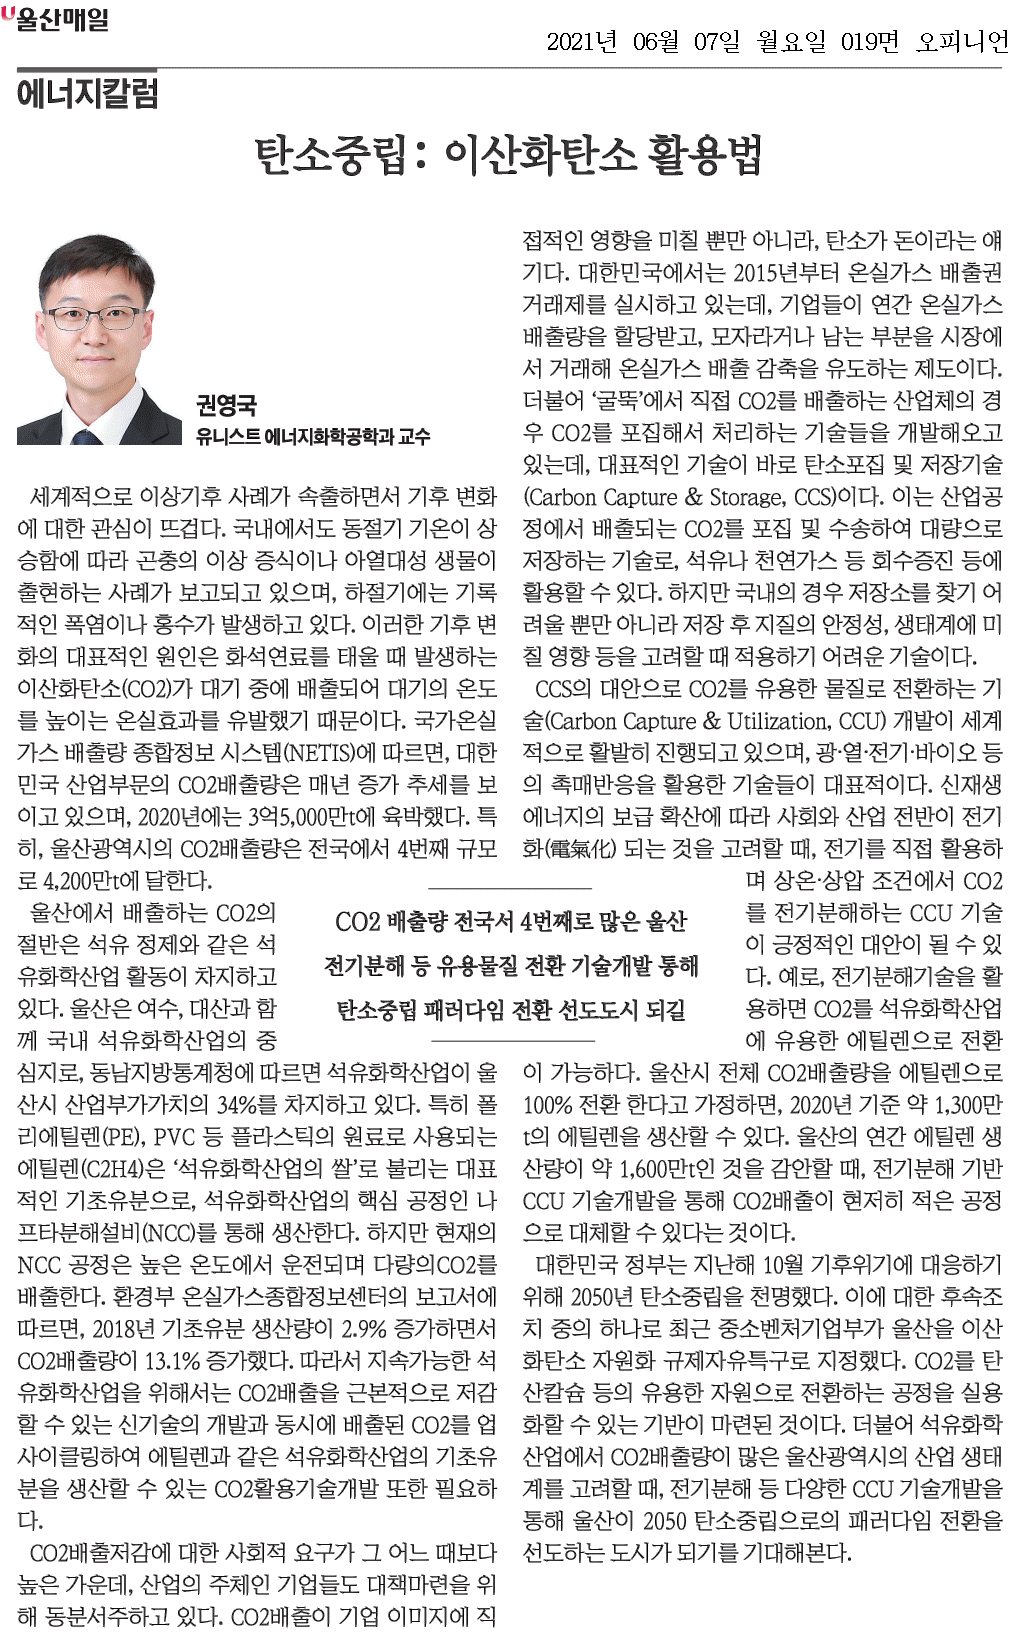 울산매일
2021년 06월 07일 월요일 019면 오피니언
에너지칼럼
탄소중립: 이산화탄소 활용법
권영국
유니스트 에너지화학공학과 교수
세계적으로 이상기후 사례가 속출하면서 기후 변화
에 대한 관심이 뜨겁다. 국내에서도 동절기 기온이 상
승함에 따라 곤충의 이상 증식이나 아열대성 생물이
출현하는 사례가 보고되고 있으며, 하절기에는 기록
적인 폭염이나 홍수가 발생하고 있다. 이러한 기후 변
화의 대표적인 원인은 화석연료를 태울 때 발생하는
이산화탄소(CO2)가 대기 중에 배출되어 대기의 온도
를 높이는 온실효과를 유발했기 때문이다. 국가온실
가스 배출량 종합정보 시스템(NETIS)에 따르면, 대한
민국 산업부문의 CO2배출량은 매년 증가 추세를 보
이고 있으며, 2020년에는 3억5,000만t에 육박했다. 특
히, 울산광역시의 CO2배출량은 전국에서 4번째 규모
로 4,200만t에 달한다.
울산에서 배출하는 CO2의
절반은 석유 정제와 같은 석
유화학산업 활동이 차지하고
있다. 울산은 여수, 대산과 함
께 국내 석유화학산업의 중
심지로, 동남지방통계청에 따르면 석유화학산업이 울
산시 산업부가가치의 34%를 차지하고 있다. 특히 폴
리에틸렌(PE), PVC 등 플라스틱의 원료로 사용되는
에틸렌(C2H4)은 ‘석유화학산업의 쌀’로 불리는 대표
적인 기초유분으로, 석유화학산업의 핵심 공정인 나
프타분해설비(NCC)를 통해 생산한다. 하지만 현재의
NCC 공정은 높은 온도에서 운전되며 다량의CO2를
배출한다. 환경부 온실가스종합정보센터의 보고서에
따르면, 2018년 기초유분 생산량이 2.9% 증가하면서
CO2배출량이 13.1% 증가했다. 따라서 지속가능한 석
유화학산업을 위해서는 CO2배출을 근본적으로 저감
할 수 있는 신기술의 개발과 동시에 배출된 CO2를 업
사이클링하여 에틸렌과 같은 석유화학산업의 기초유
분을 생산할 수 있는 CO2활용기술개발 또한 필요하
다.
CO2배출저감에 대한 사회적 요구가 그 어느 때보다
높은 가운데, 산업의 주체인 기업들도 대책마련을 위
해 동분서주하고 있다. CO2배출이 기업 이미지에 직
접적인 영향을 미칠 뿐만 아니라, 탄소가 돈이라는 얘
기다. 대한민국에서는 2015년부터 온실가스 배출권
거래제를 실시하고 있는데, 기업들이 연간 온실가스
배출량을 할당받고, 모자라거나 남는 부분을 시장에
서 거래해 온실가스 배출 감축을 유도하는 제도이다.
더불어 ‘굴뚝’에서 직접 CO2를 배출하는 산업체의 경
우 CO2를 포집해서 처리하는 기술들을 개발해오고
있는데, 대표적인 기술이 바로 탄소포집 및 저장기술
(Carbon Capture & Storage, CCS)이다. 이는 산업공
정에서 배출되는 CO2를 포집 및 수송하여 대량으로
저장하는 기술로, 석유나 천연가스 등 회수증진 등에
활용할 수 있다. 하지만 국내의 경우 저장소를 찾기 어
려울 뿐만 아니라 저장 후 지질의 안정성, 생태계에 미
칠 영향 등을 고려할 때 적용하기 어려운 기술이다.
CCS의 대안으로 CO2를 유용한 물질로 전환하는 기
술(Carbon Capture & Utilization, CCU) 개발이 세계
적으로 활발히 진행되고 있으며, 광·열·전기·바이오 등
의 촉매반응을 활용한 기술들이 대표적이다. 신재생
에너지의 보급 확산에 따라 사회와 산업 전반이 전기
화(電氣化) 되는 것을 고려할 때, 전기를 직접 활용하
며 상온·상압 조건에서 CO2
를 전기분해하는 CCU 기술
이 긍정적인 대안이 될 수 있
다. 예로, 전기분해기술을 활
용하면 CO2를 석유화학산업
에 유용한 에틸렌으로 전환
이 가능하다. 울산시 전체 CO2배출량을 에틸렌으로
100% 전환 한다고 가정하면, 2020년 기준 약 1,300만
t의 에틸렌을 생산할 수 있다. 울산의 연간 에틸렌 생
산량이 약 1,600만t인 것을 감안할 때, 전기분해 기반
CCU 기술개발을 통해 CO2배출이 현저히 적은 공정
으로 대체할 수 있다는 것이다.
대한민국 정부는 지난해 10월 기후위기에 대응하기
위해 2050년 탄소중립을 천명했다. 이에 대한 후속조
치 중의 하나로 최근 중소벤처기업부가 울산을 이산
화탄소 자원화 규제자유특구로 지정했다. CO2를 탄
산칼슘 등의 유용한 자원으로 전환하는 공정을 실용
화할 수 있는 기반이 마련된 것이다. 더불어 석유화학
산업에서 CO2배출량이 많은 울산광역시의 산업 생태
계를 고려할 때, 전기분해 등 다양한 CCU 기술개발을
통해 울산이 2050 탄소중립으로의 패러다임 전환을
선도하는 도시가 되기를 기대해본다.
CO2 배출량 전국서 4번째로 많은 울산
전기분해 등 유용물질 전환 기술개발 통해
탄소중립 패러다임 전환 선도도시 되길